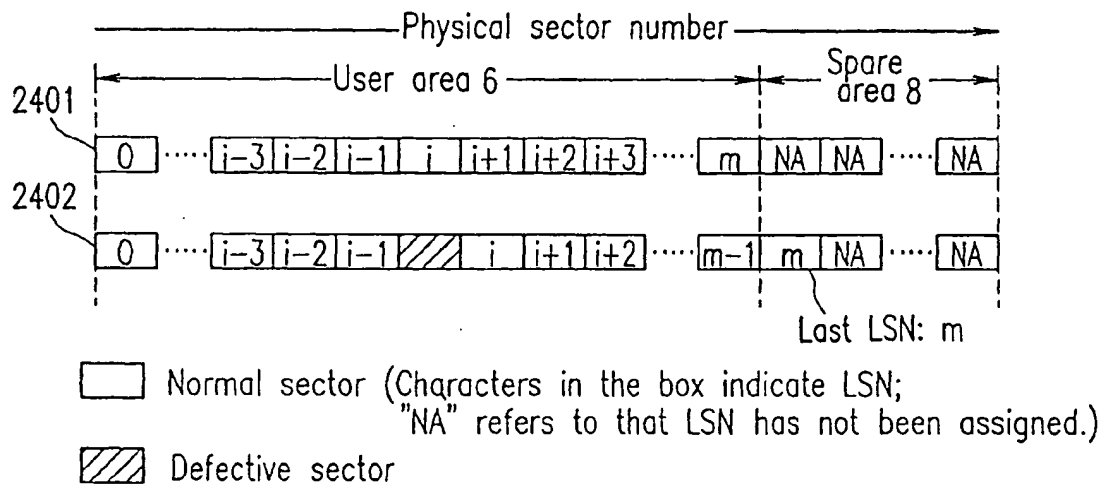 Physical sector number
User area 6
Spare
area 8
2401
0 ..... i-3 i-2 i-1 i i+1 i+2 i+3 ..... m NA NA ..... NA
2402
0 ..... i-3 i-2 i-1 i i+1 i+2 ..... m-1 m NA ..... NA
Last LSN: m
Normal sector (Characters in the box indicate LSN;
"NA" refers to that LSN has not been assigned.)
Defective sector